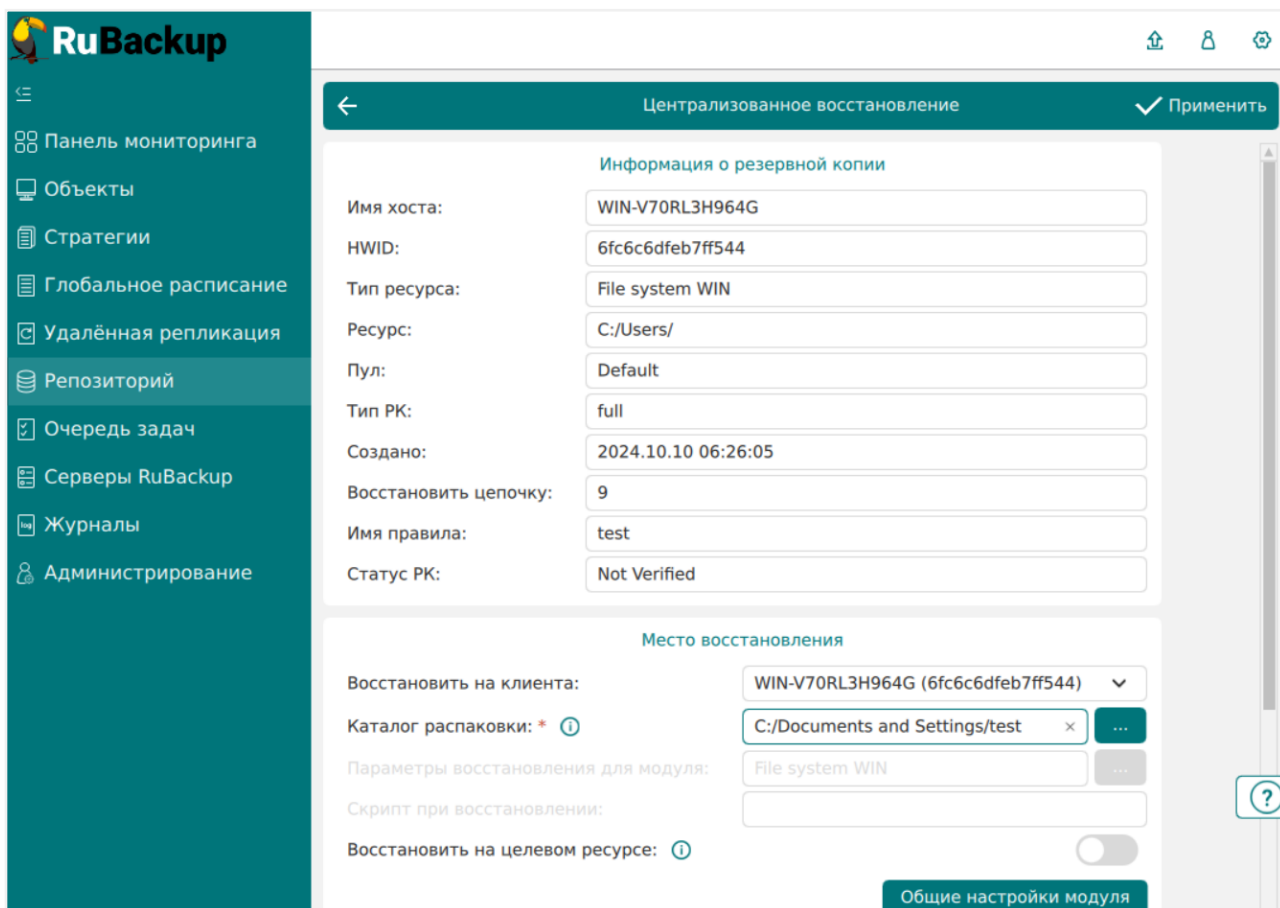 RuBackup
Панель мониторинга
Объекты
Стратегии
Глобальное расписание
Удалённая репликация
Репозиторий
Очередь задач
Серверы RuBackup
Журналы
Администрирование
Централизованное восстановление
Применить
Информация о резервной копии
Имя хоста: WIN-V70RL3H964G
HWID: 6fc6c6dfeb7ff544
Тип ресурса: File system WIN
Ресурс: C:/Users/
Пул: Default
Тип РК: full
Создано: 2024.10.10 06:26:05
Восстановить цепочку: 9
Имя правила: test
Статус РК: Not Verified
Место восстановления
Восстановить на клиента: WIN-V70RL3H964G (6fc6c6dfeb7ff544)
Каталог распаковки: * i C:/Documents and Settings/test × ...
Параметры восстановления для модуля: File system WIN ...
Скрипт при восстановлении:
Восстановить на целевом ресурсе: i
Общие настройки модуля
?